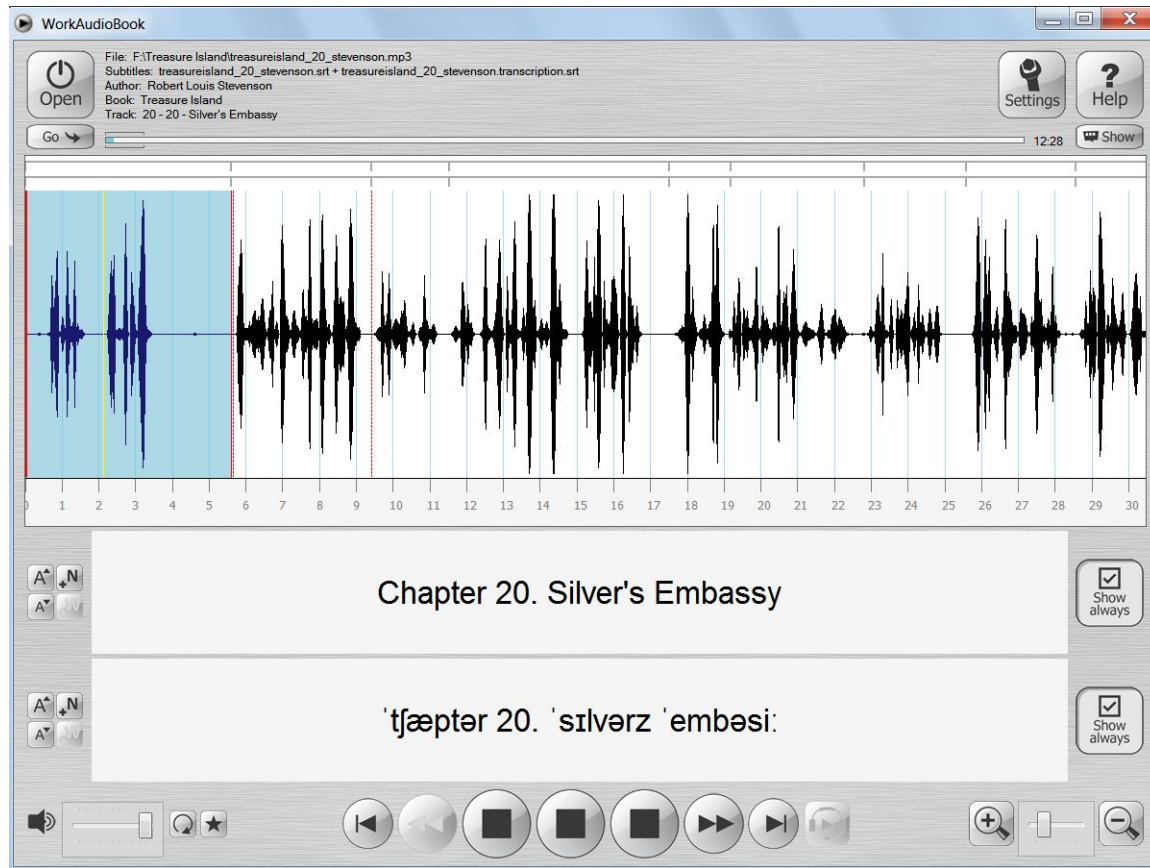 WorkAudioBook
File: F:\Treasure Island\treasureisland_20_stevenson.mp3
Subtitles: treasureisland_20_stevenson.srt + treasureisland_20_stevenson.transcription.srt
Author: Robert Louis Stevenson
Book: Treasure Island
Track: 20 - 20 - Silver's Embassy
Open
Settings
Help
Go
12:28
Show
1 2 3 4 5 6 7 8 9 10 11 12 13 14 15 16 17 18 19 20 21 22 23 24 25 26 27 28 29 30
A +N
A
Chapter 20. Silver's Embassy
Show
always
A +N
A
ˈtʃæptər 20. ˈsɪlvərz ˈembəsiː
Show
always